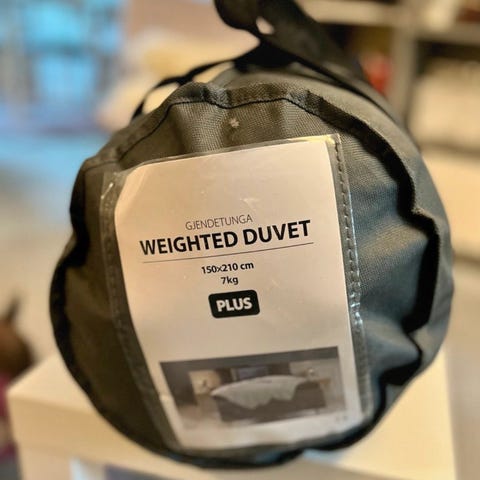 GJENDETUNGA
WEIGHTED DUVET
150x210 cm
7kg
PLUS